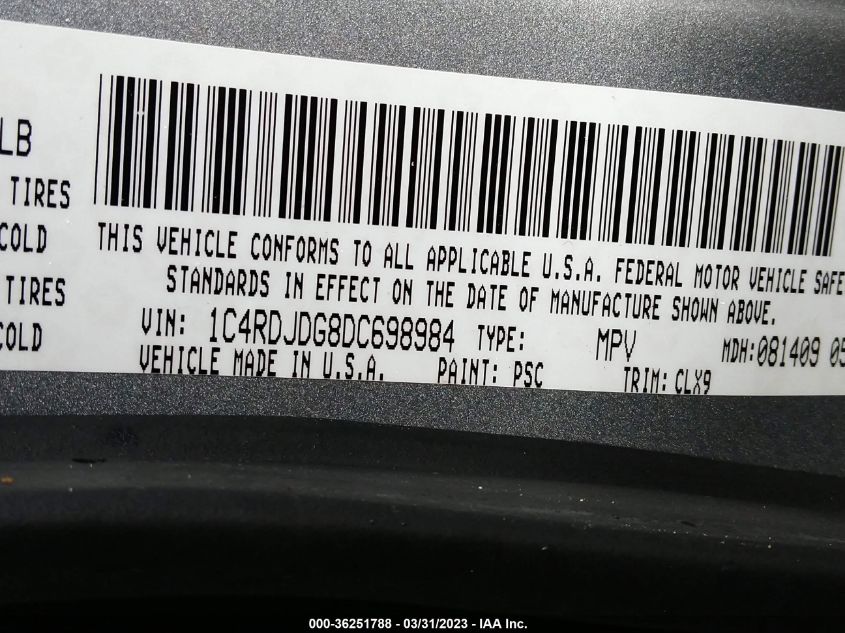 LB
TIRES
COLD
TIRES
COLD
THIS VEHICLE CONFORMS TO ALL APPLICABLE U.S.A. FEDERAL MOTOR VEHICLE SAFE
STANDARDS IN EFFECT ON THE DATE OF MANUFACTURE SHOWN ABOVE.
VIN: 1C4RDJDG8DC698984 TYPE: MPV MDH:081409 05
VEHICLE MADE IN U.S.A. PAINT: PSC TRIM: CLX9
000-36251788 - 03/31/2023 - IAA Inc.